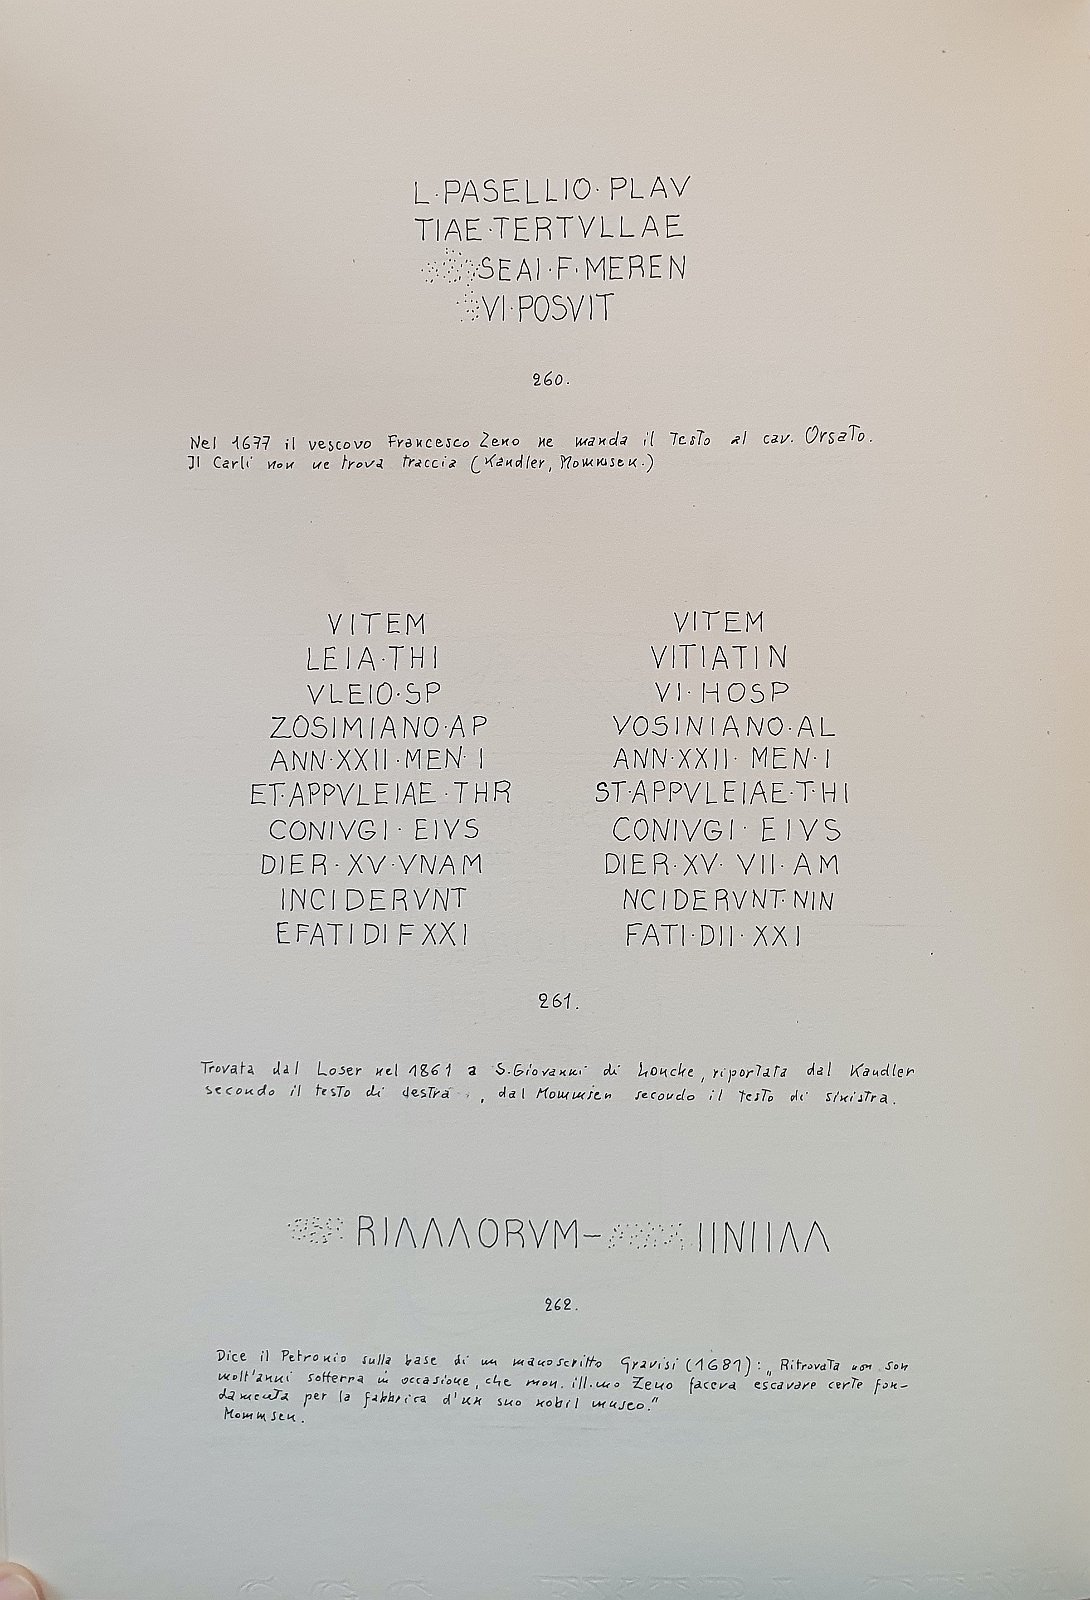 L·PASELLIO·PLAV
TIAE·TERTVLLAE
SEAI·F·MEREN
VI·POSVIT
260.
Nel 1677 il vescovo Francesco Zeno ne manda il testo al cav. Orsato.
Il Carli non ne trova traccia (Kandler, Mommsen.)
VITEM
LEIA·THI
VLEIO·SP
ZOSIMIANO·AP
ANN·XXII·MEN·I
ET·APPVLEIAE·THR
CONIVGI·EIVS
DIER·XV·VNAM
INCIDERVNT
EFATIDIFXXI
VITEM
VITIATIN
VI·HOSP
VOSINIANO·AL
ANN·XXII·MEN·I
ST·APPVLEIAE·T·HI
CONIVGI·EIVS
DIER·XV·VII·AM
NCIDERVNT·NIN
FATI·DII·XXI
261.
Trovata dal Loser nel 1861 a S.Giovanni di, riportata dal Kandler
secondo il testo di destra, dal Mommsen secondo il testo di sinistra.
RIΛΛΛORVM– IINIIΛΛ
262.
Dice il Petronio sulla base di un manoscritto Gravisi (1681): „Ritrovata non son
molt'anni sotterra in occasione, che mon. ill.mo Zeno faceva escavare certe fon-
damenta per la fabbrica d'un suo nobil museo."
Mommsen.